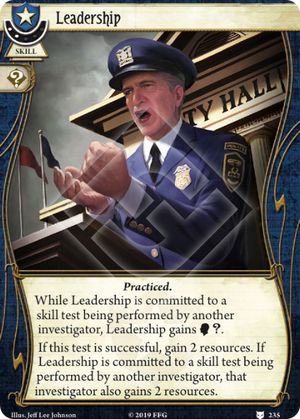 Leadership
SKILL
?
CITY HALL
Practiced.
While Leadership is committed to a
skill test being performed by another
investigator, Leadership gains ?.
If this test is successful, gain 2 resources. If
Leadership is committed to a skill test being
performed by another investigator, that
investigator also gains 2 resources.
Illus. Jeff Lee Johnson © 2019 FFG 235